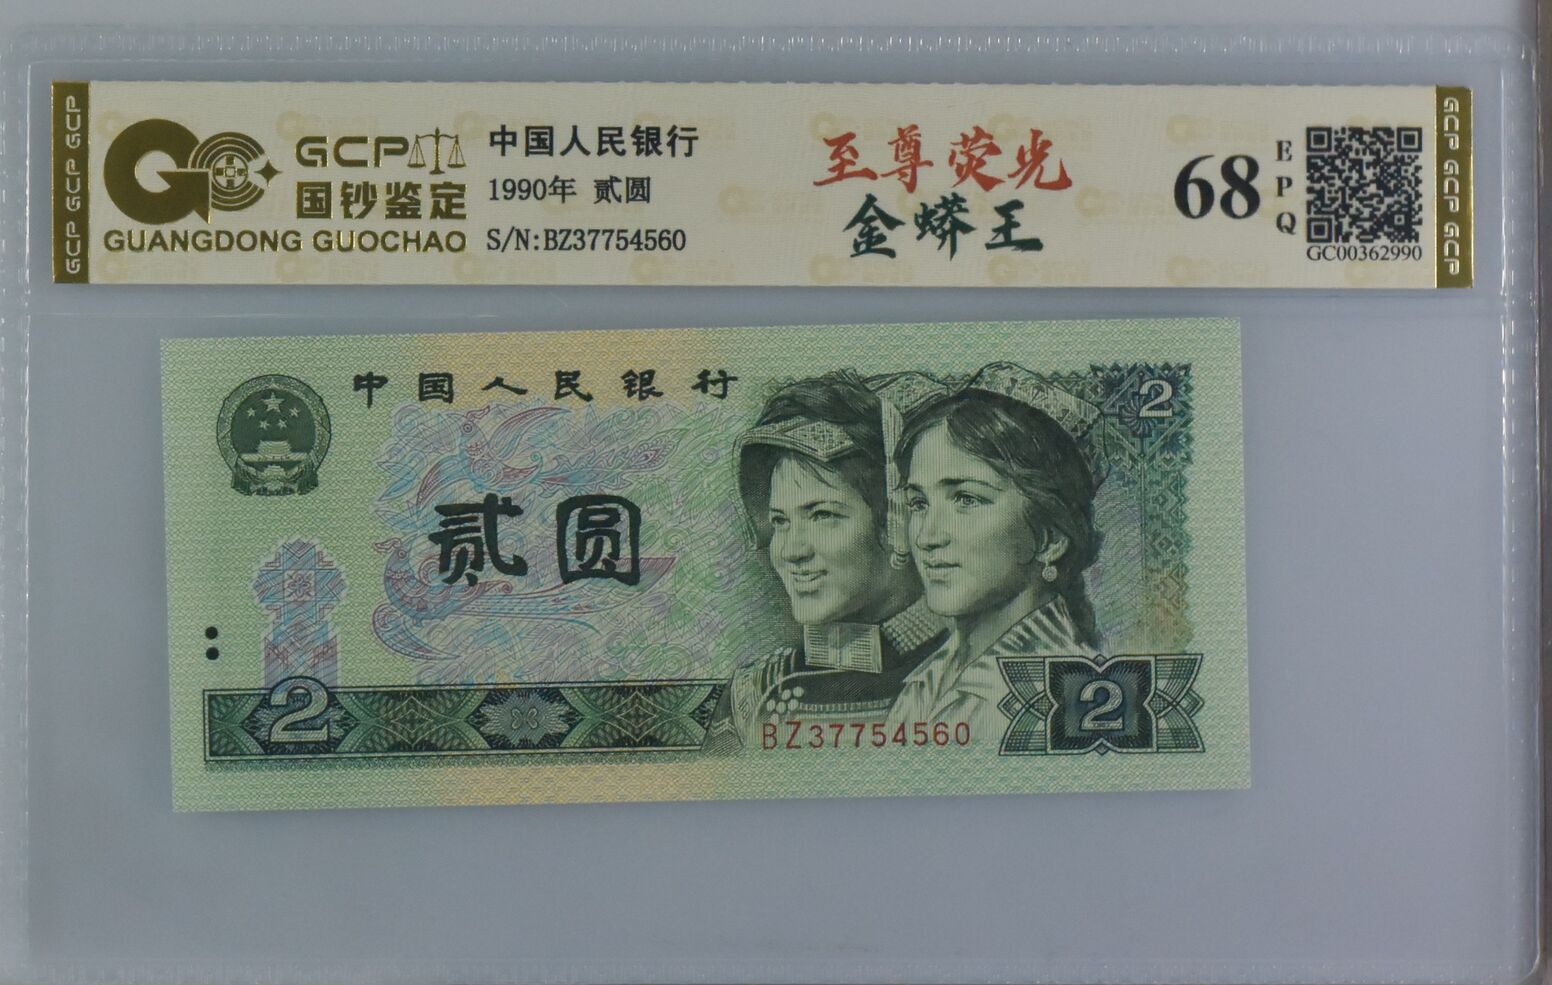 GCP GCP GCP
GCP
国钞鉴定
GUANGDONG GUOCHAO
中国人民银行
1990年 贰圆
S/N:BZ37754560
至尊荧光
金蟒王
68
EPQ
GC00362990
GCP GCP GCP
中国人民银行
2
贰圆
2
BZ37754560
2